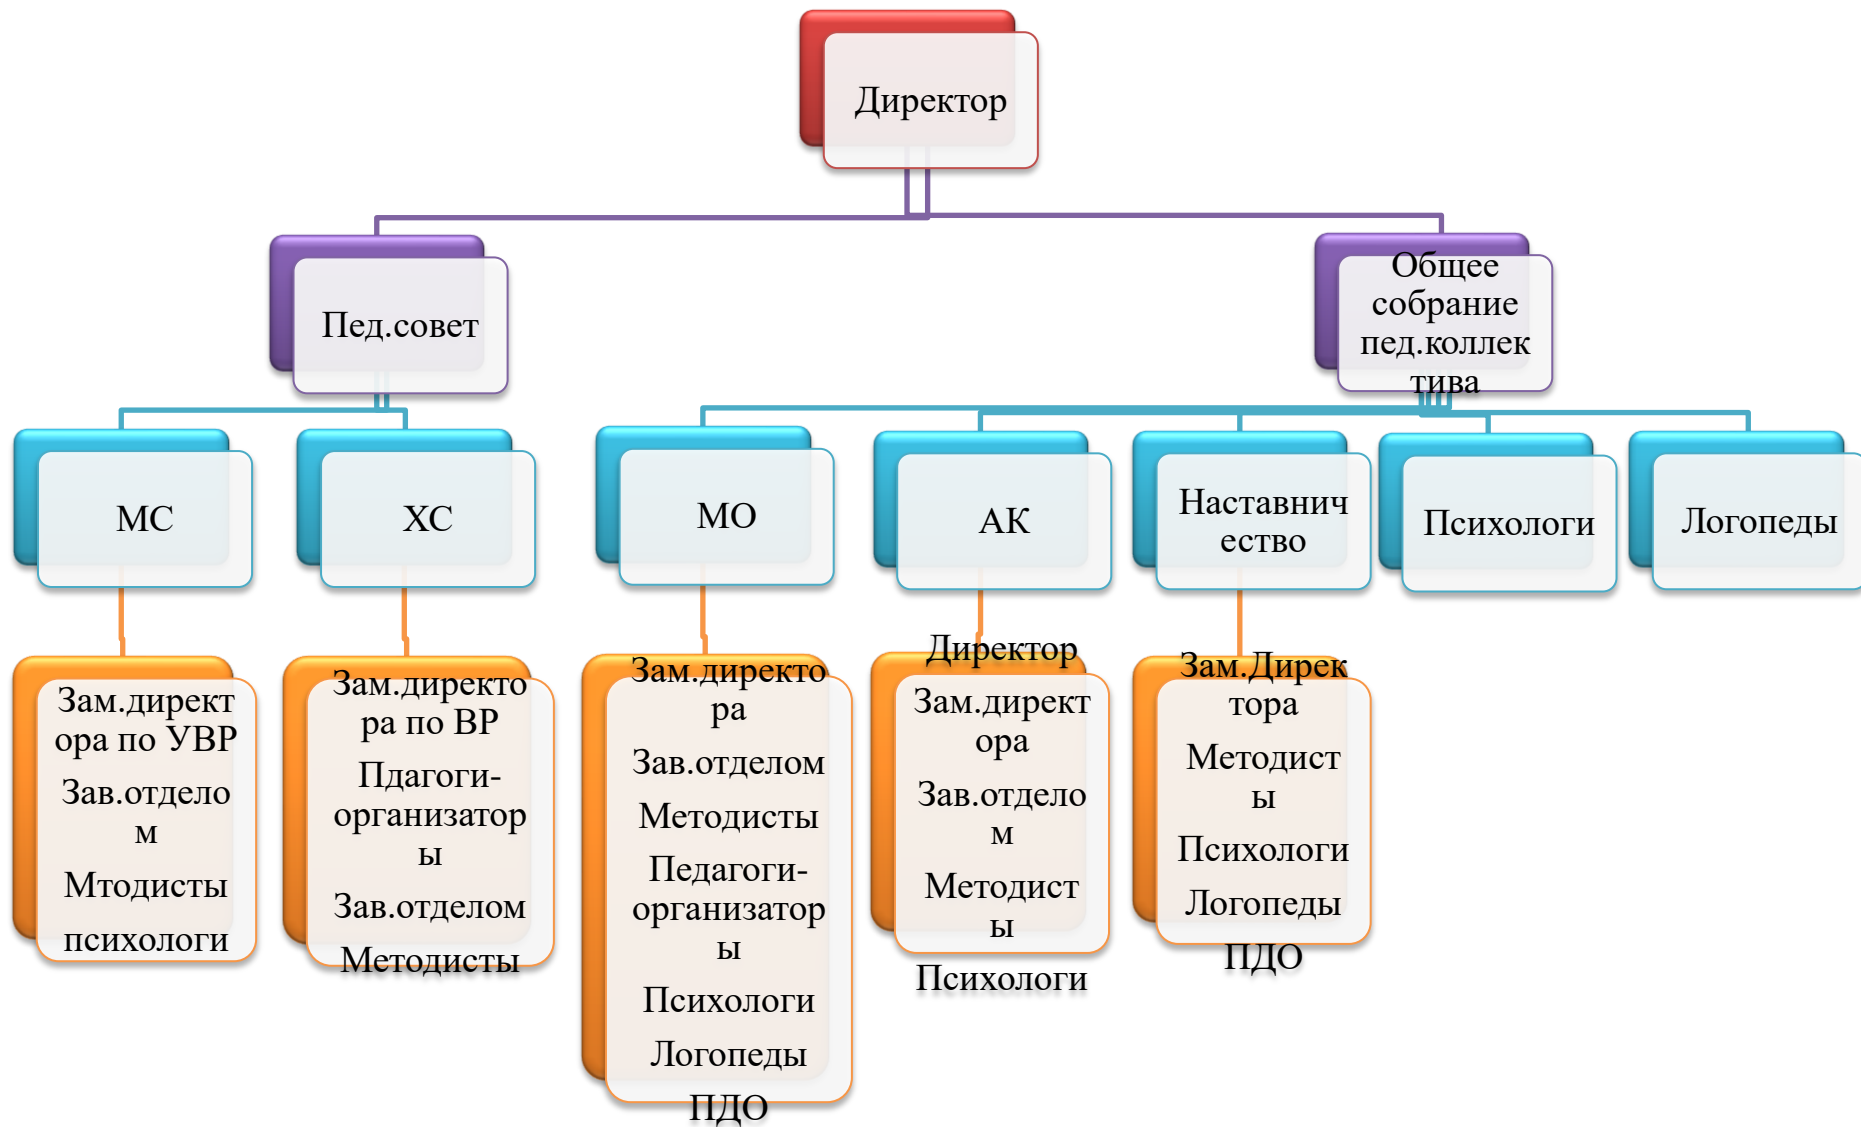 Директор
Пед.совет
Общее
собрание
пед.коллек
тива
МС
ХС
МО
АК
Наставнич
ество
Психологи
Логопеды
Зам.директ
ора по УВР
Зав.отдело
м
Мтодисты
психологи
Зам.директо
ра по ВР
Пдагоги-
организатор
ы
Зав.отделом
Методисты
Зам.директо
ра
Зав.отделом
Методисты
Педагоги-
организатор
ы
Психологи
Логопеды
ПДО
Директор
Зам.директ
ора
Зав.отдело
м
Методист
ы
Психологи
Зам.Дирек
тора
Методист
ы
Психологи
Логопеды
ПДО